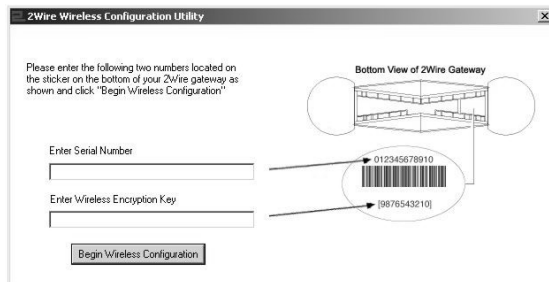 2Wire Wireless Configuration Utility
Please enter the following two numbers located on
the sticker on the bottom of your 2Wire gateway as
shown and click "Begin Wireless Configuration"
Bottom View of 2Wire Gateway
Enter Serial Number
012345678910
Enter Wireless Encryption Key
[9876543210]
Begin Wireless Configuration